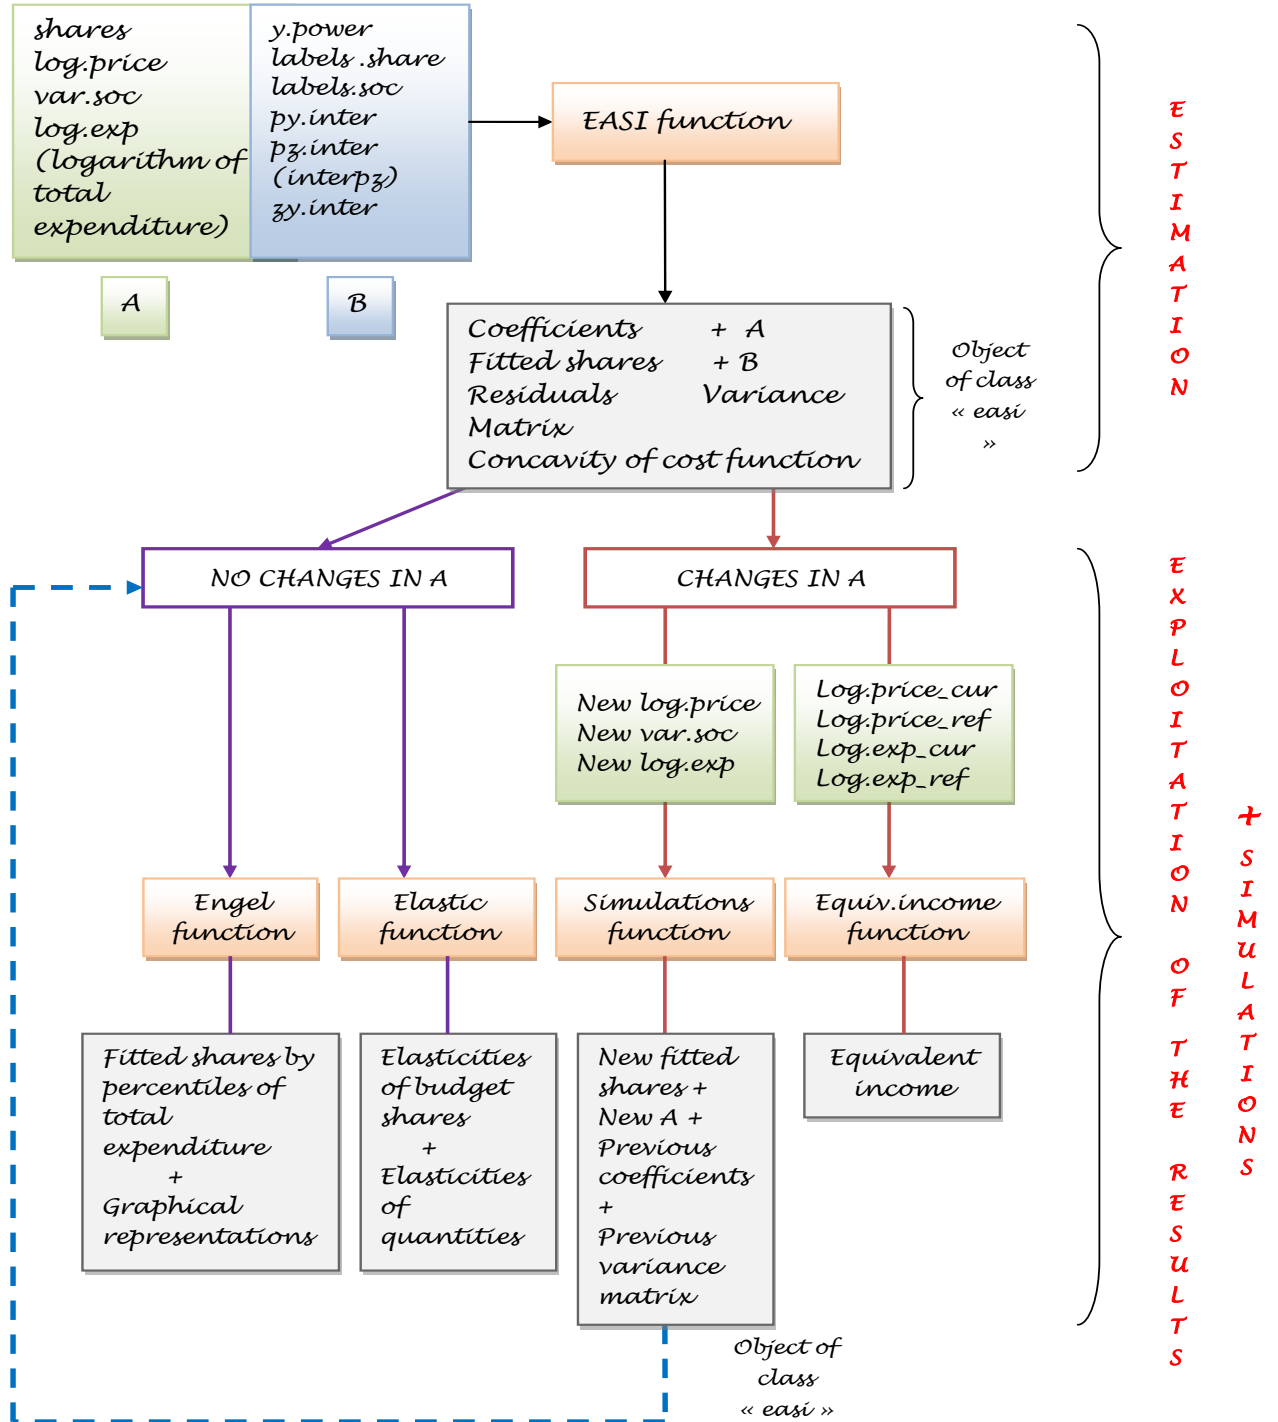 shares
log.price
var.soc
log.exp
(logarithm of
total
expenditure)
y.power
labels .share
labels.soc
py.inter
pz.inter
(interpz)
zy.inter
EASI function
A
B
Coefficients + A
Fitted shares + B
Residuals Variance
Matrix
Concavity of cost function
Object
of class
« easi
»
ESTIMATION
NO CHANGES IN A
CHANGES IN A
New log.price
New var.soc
New log.exp
Log.price_cur
Log.price_ref
Log.exp_cur
Log.exp_ref
Engel
function
Elastic
function
Simulations
function
Equiv.income
function
Fitted shares by
percentiles of
total
expenditure
+
Graphical
representations
Elasticities
of budget
shares
+
Elasticities
of
quantities
New fitted
shares +
New A +
Previous
coefficients
+
Previous
variance
matrix
Equivalent
income
Object of
class
« easi »
EXPLOITATION OF THE RESULTS
+ SIMULATIONS